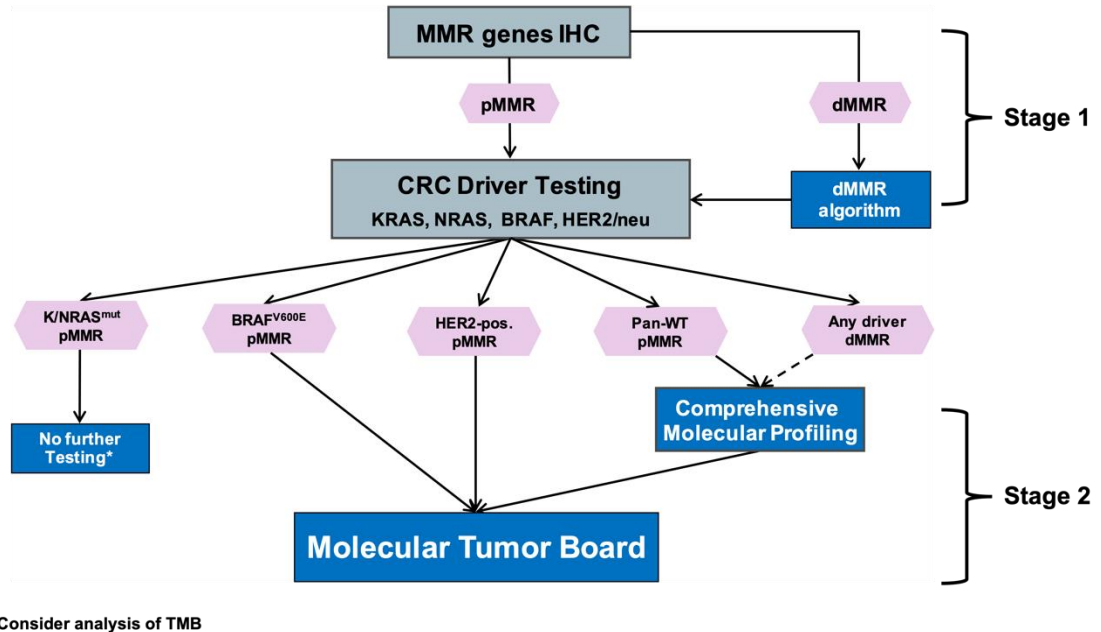 MMR genes IHC
pMMR
dMMR
Stage 1
CRC Driver Testing
KRAS, NRAS, BRAF, HER2/neu
dMMR
algorithm
K/NRASmut
pMMR
BRAFV600E
pMMR
HER2-pos.
pMMR
Pan-WT
pMMR
Any driver
dMMR
Comprehensive
Molecular Profiling
No further
Testing*
Stage 2
Molecular Tumor Board
Consider analysis of TMB